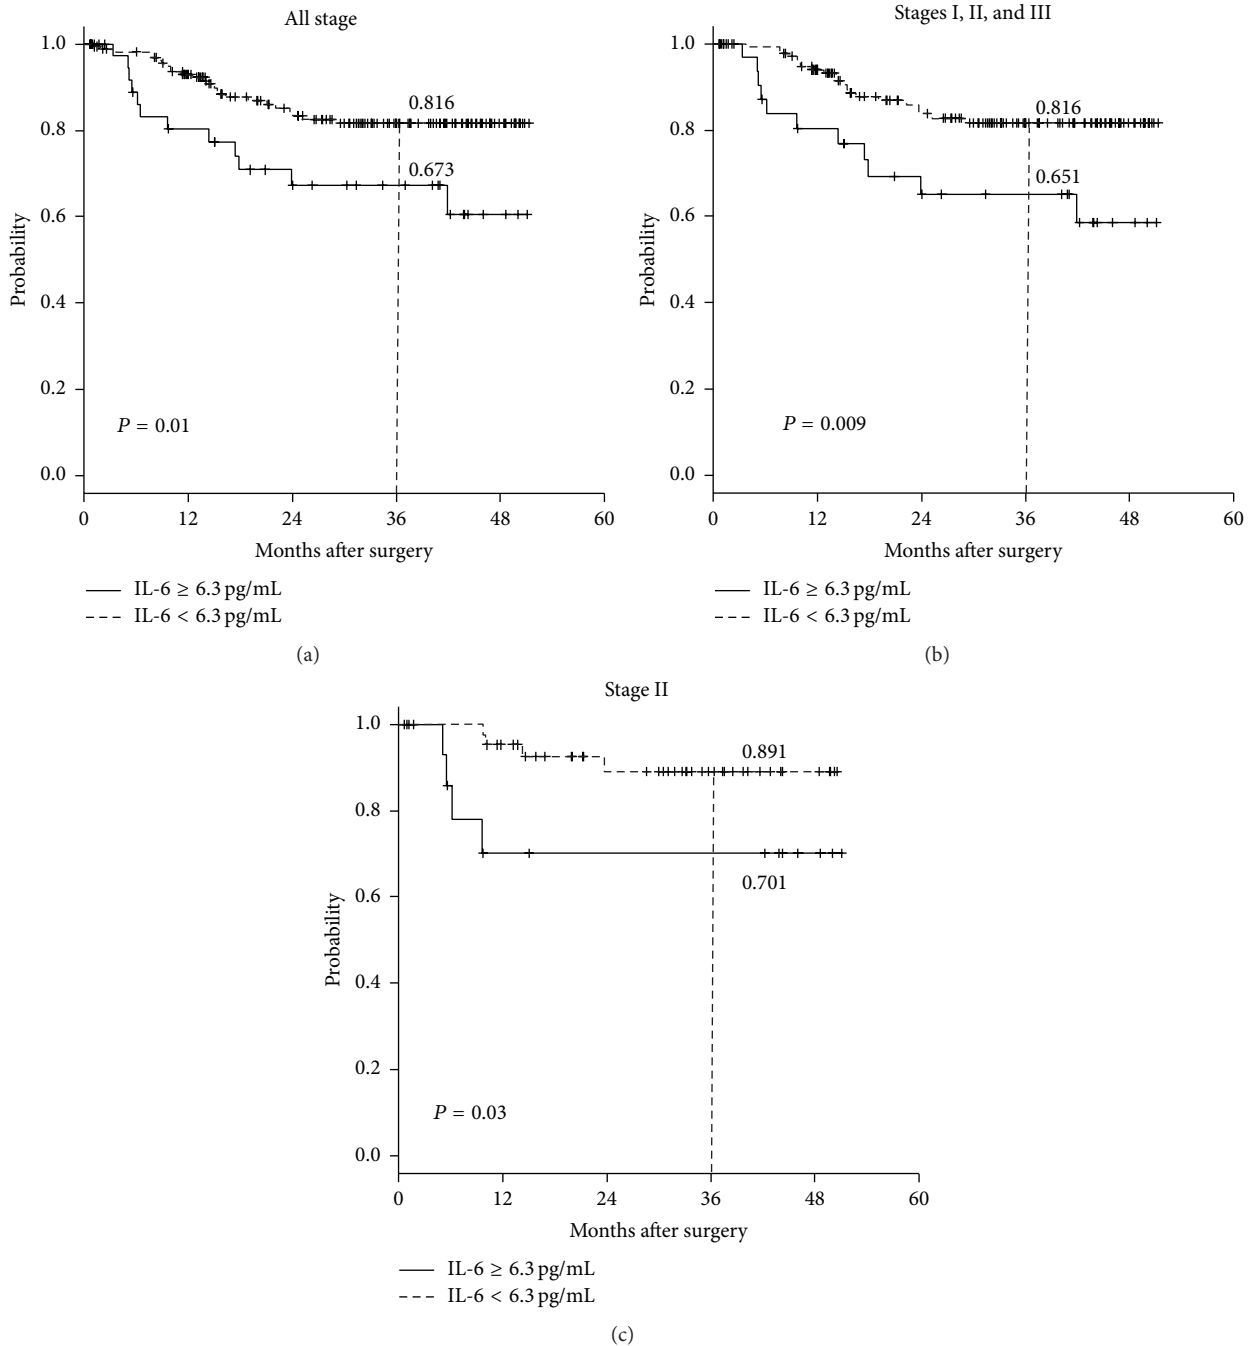 All stage
1.0
0.8
0.6
0.4
0.2
0.0
Probability
0.816
0.673
P = 0.01
0 12 24 36 48 60
Months after surgery
IL-6 ≥ 6.3 pg/mL
IL-6 < 6.3 pg/mL
(a)
Stages I, II, and III
1.0
0.8
0.6
0.4
0.2
0.0
Probability
0.816
0.651
P = 0.009
0 12 24 36 48 60
Months after surgery
IL-6 ≥ 6.3 pg/mL
IL-6 < 6.3 pg/mL
(b)
Stage II
1.0
0.8
0.6
0.4
0.2
0.0
Probability
0.891
0.701
P = 0.03
0 12 24 36 48 60
Months after surgery
IL-6 ≥ 6.3 pg/mL
IL-6 < 6.3 pg/mL
(c)